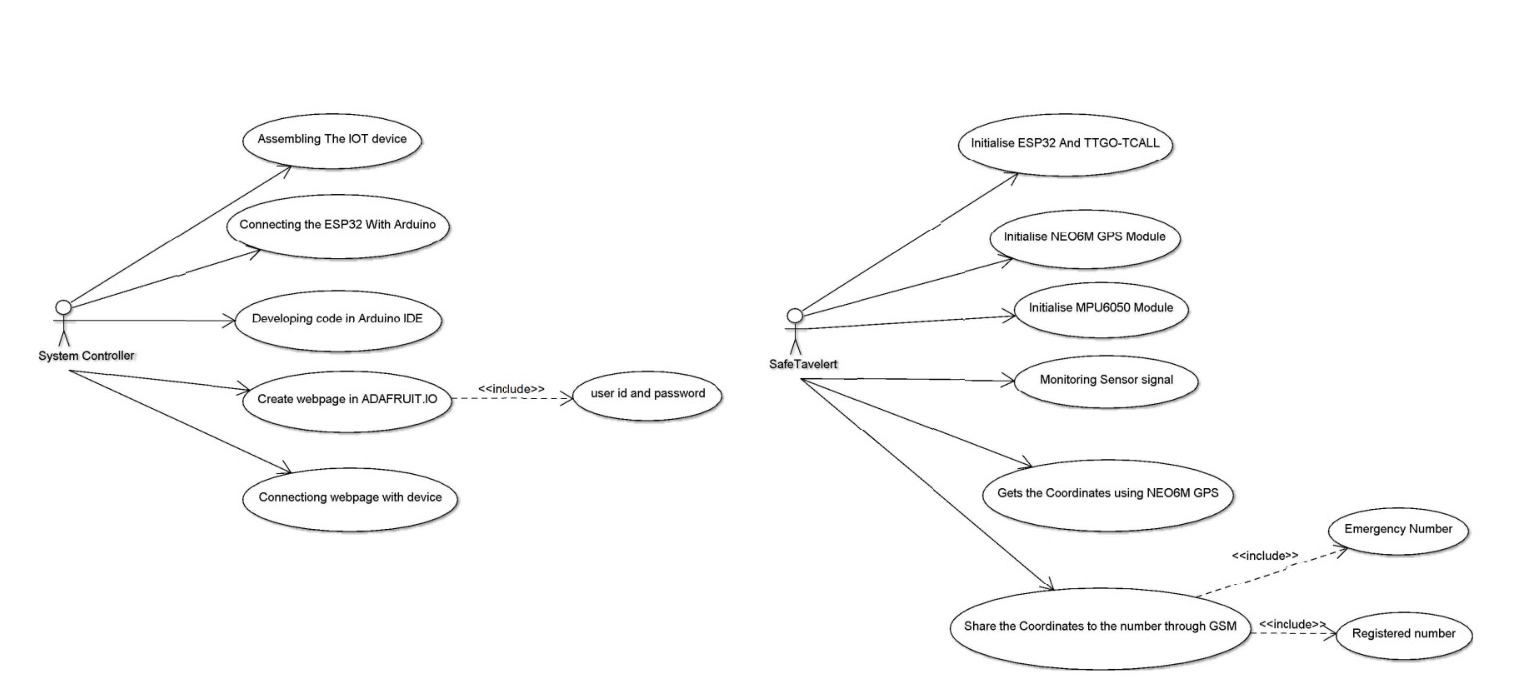 Assembling The IOT device
Connecting the ESP32 With Arduino
Developing code in Arduino IDE
System Controller
Create webpage in ADAFRUIT.IO
<<include>>
user id and password
Connectiong webpage with device
Initialise ESP32 And TTGO-TCALL
Initialise NEO6M GPS Module
Initialise MPU6050 Module
SafeTavelert
Monitoring Sensor signal
Gets the Coordinates using NEO6M GPS
Emergency Number
<<include>>
Share the Coordinates to the number through GSM
<<include>>
Registered number